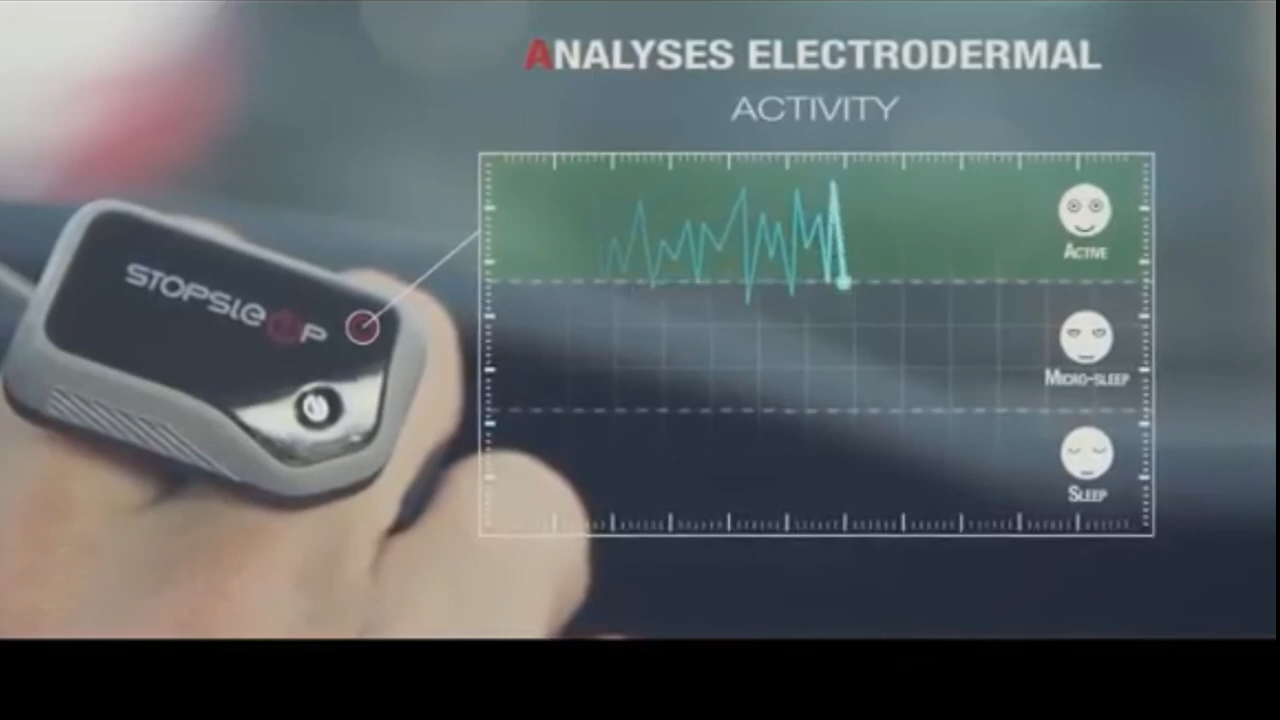 ANALYSES ELECTRODERMAL
ACTIVITY
STOPSLEEP
ACTIVE
MICRO-SLEEP
SLEEP